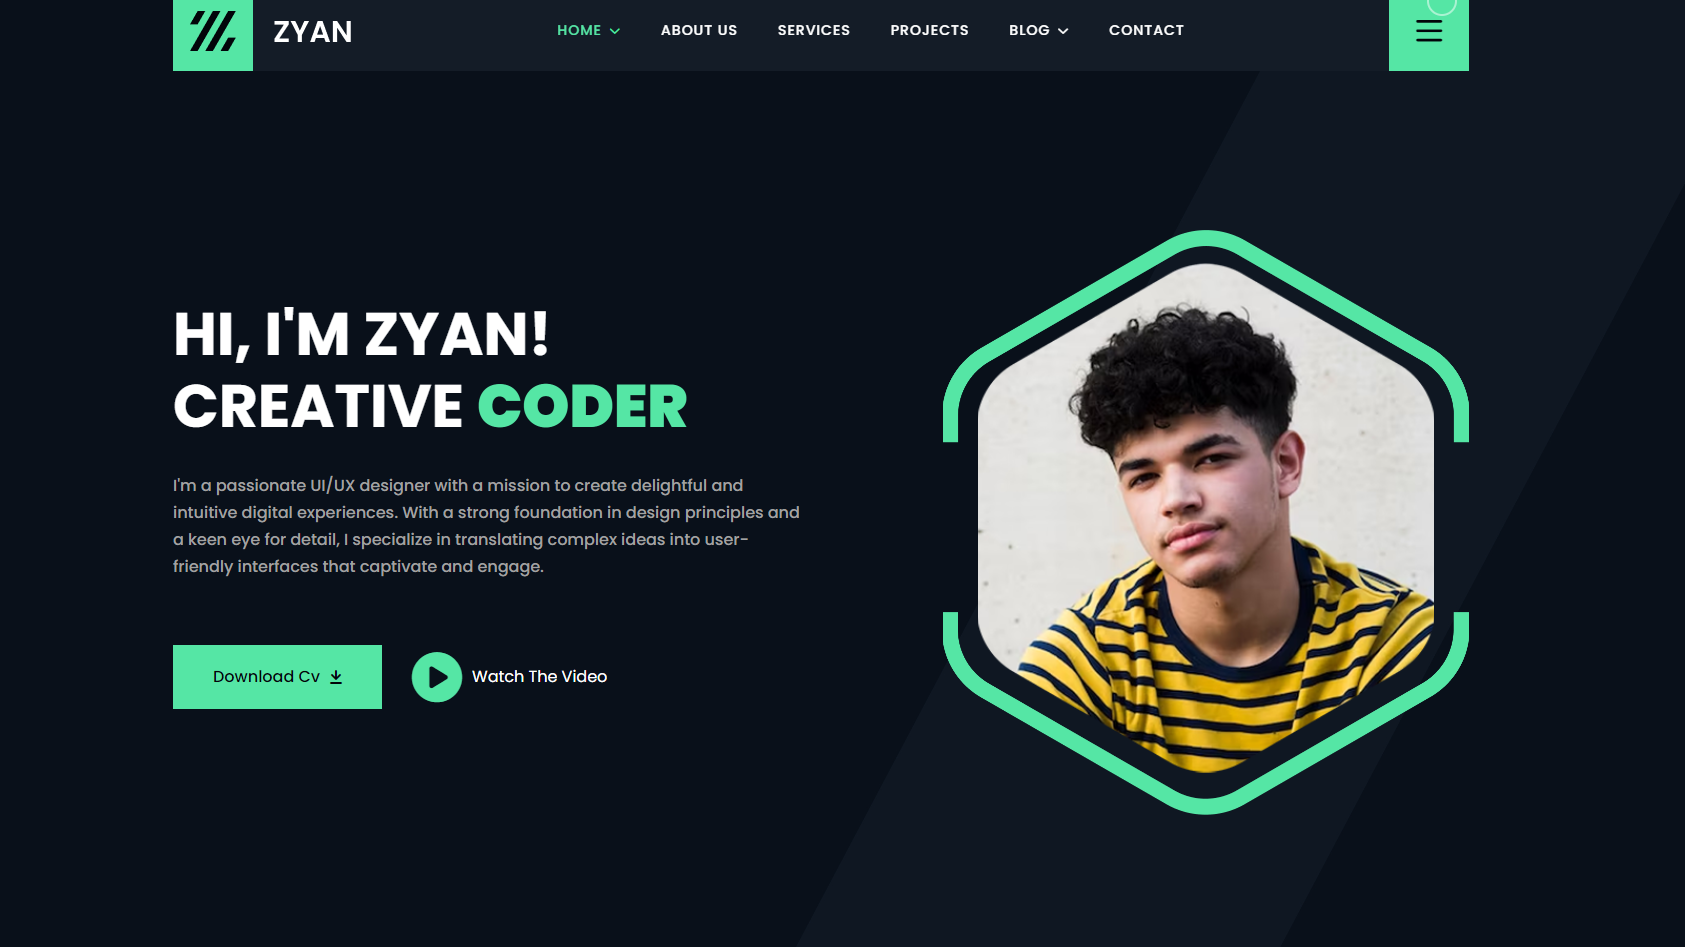 ZYAN
HOME
ABOUT US
SERVICES
PROJECTS
BLOG
CONTACT
HI, I'M ZYAN!
CREATIVE CODER
I'm a passionate UI/UX designer with a mission to create delightful and
intuitive digital experiences. With a strong foundation in design principles and
a keen eye for detail, I specialize in translating complex ideas into user-
friendly interfaces that captivate and engage.
Download Cv
Watch The Video